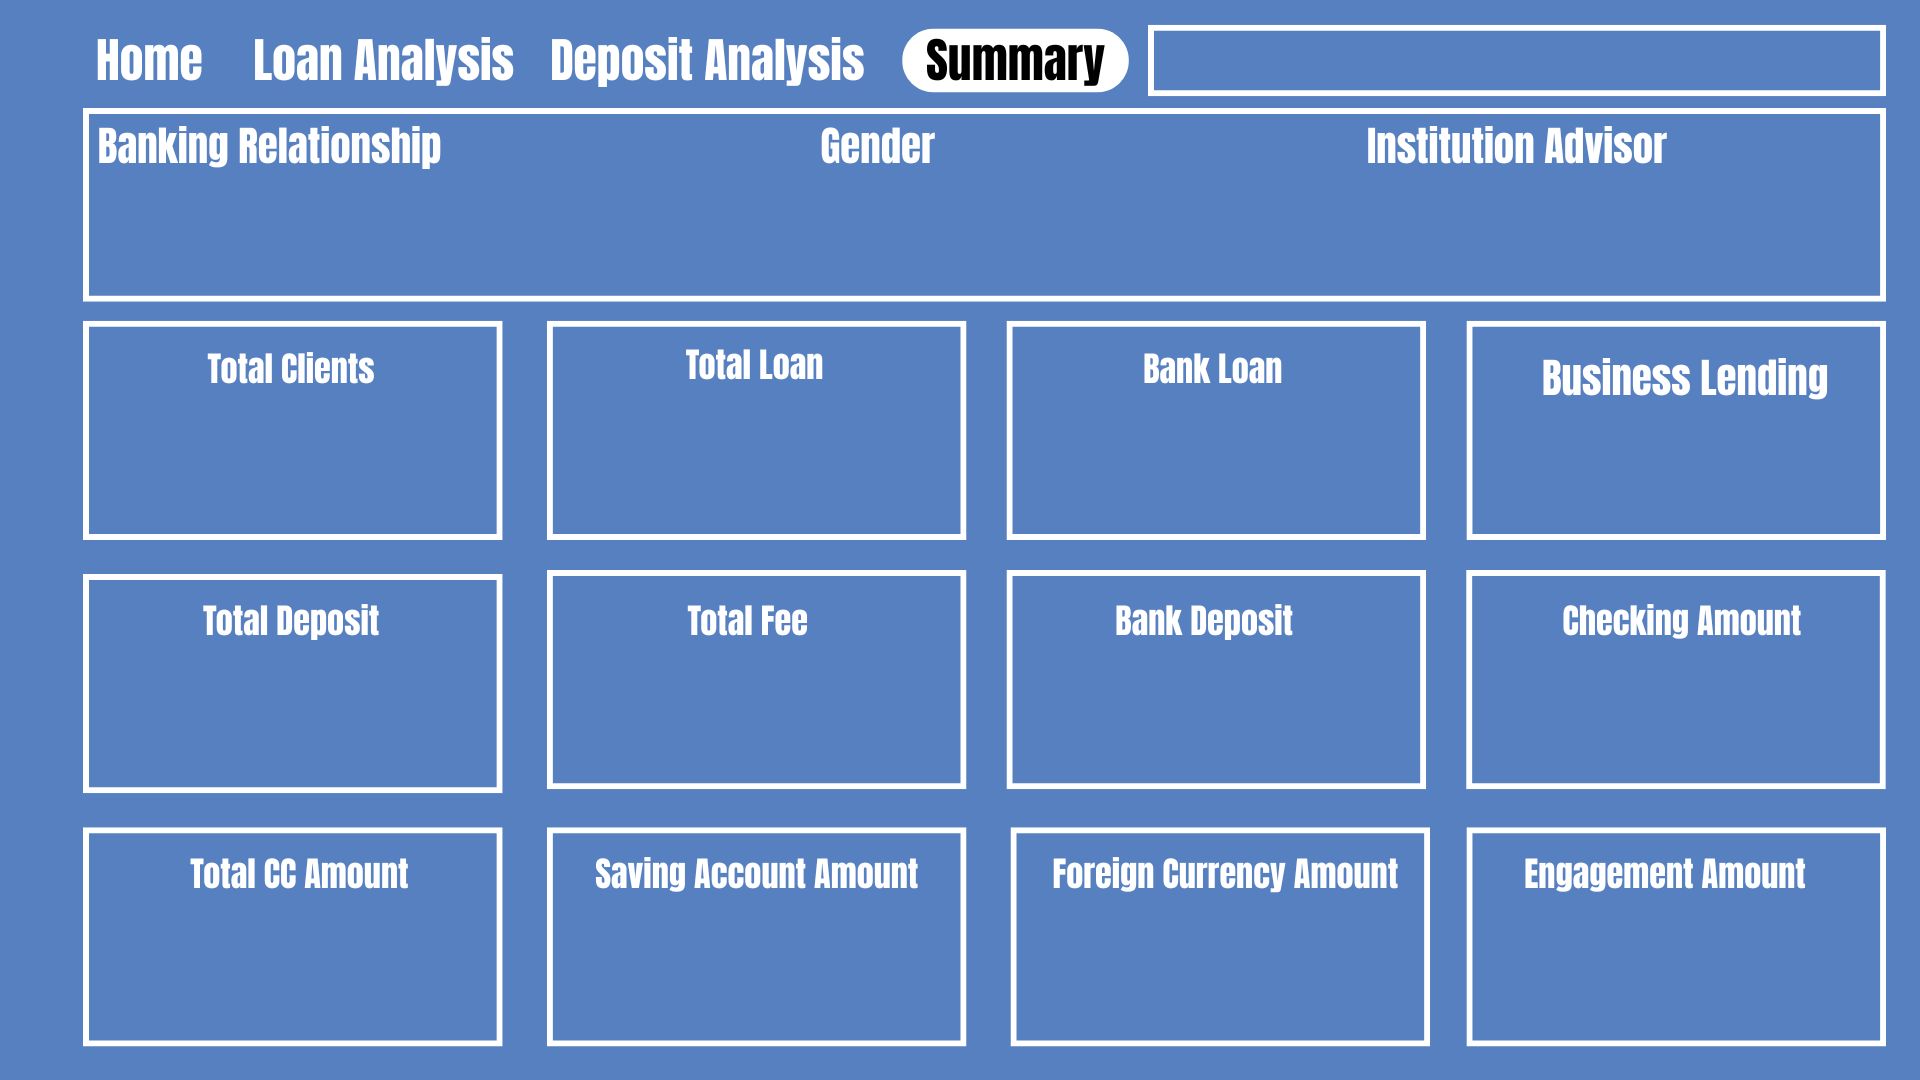 Home Loan Analysis Deposit Analysis Summary
Banking Relationship Gender Institution Advisor
Total Clients Total Loan Bank Loan Business Lending
Total Deposit Total Fee Bank Deposit Checking Amount
Total CC Amount Saving Account Amount Foreign Currency Amount Engagement Amount